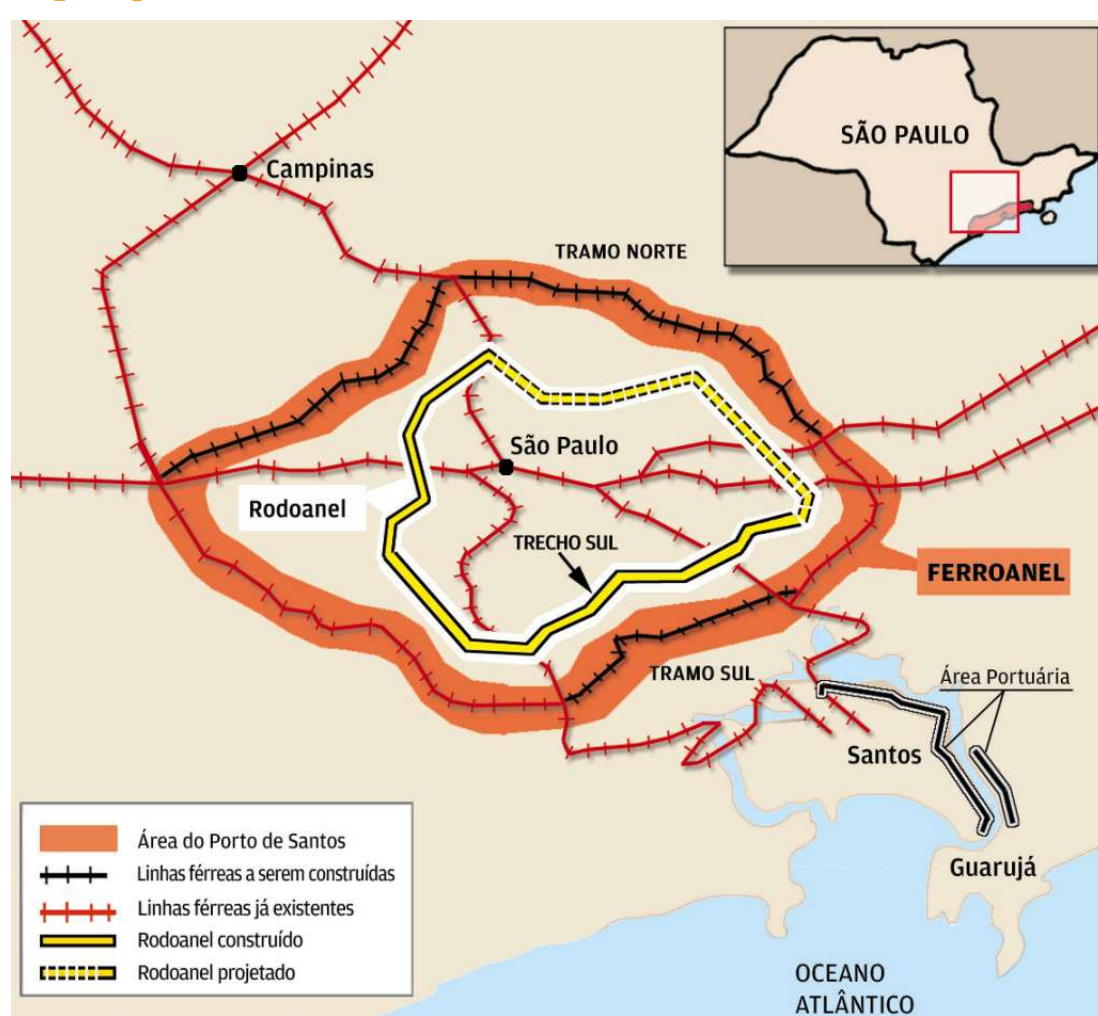 SÃO PAULO
Campinas
TRAMO NORTE
São Paulo
Rodoanel
TRECHO SUL
FERROANEL
TRAMO SUL
Área Portuária
Santos
Guarujá
Área do Porto de Santos
Linhas férreas a serem construídas
Linhas férreas já existentes
Rodoanel construído
Rodoanel projetado
OCEANO
ATLÂNTICO